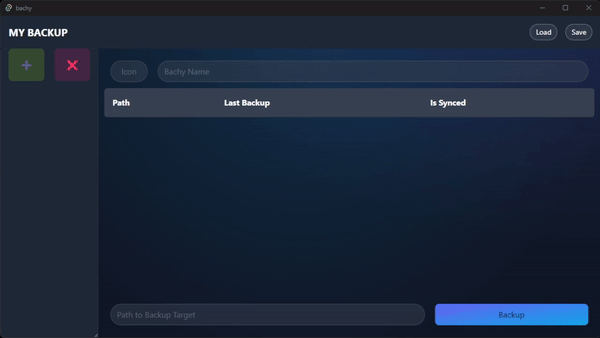 bachy
MY BACKUP
Load
Save
Icon
Bachy Name
Path
Last Backup
Is Synced
Path to Backup Target
Backup